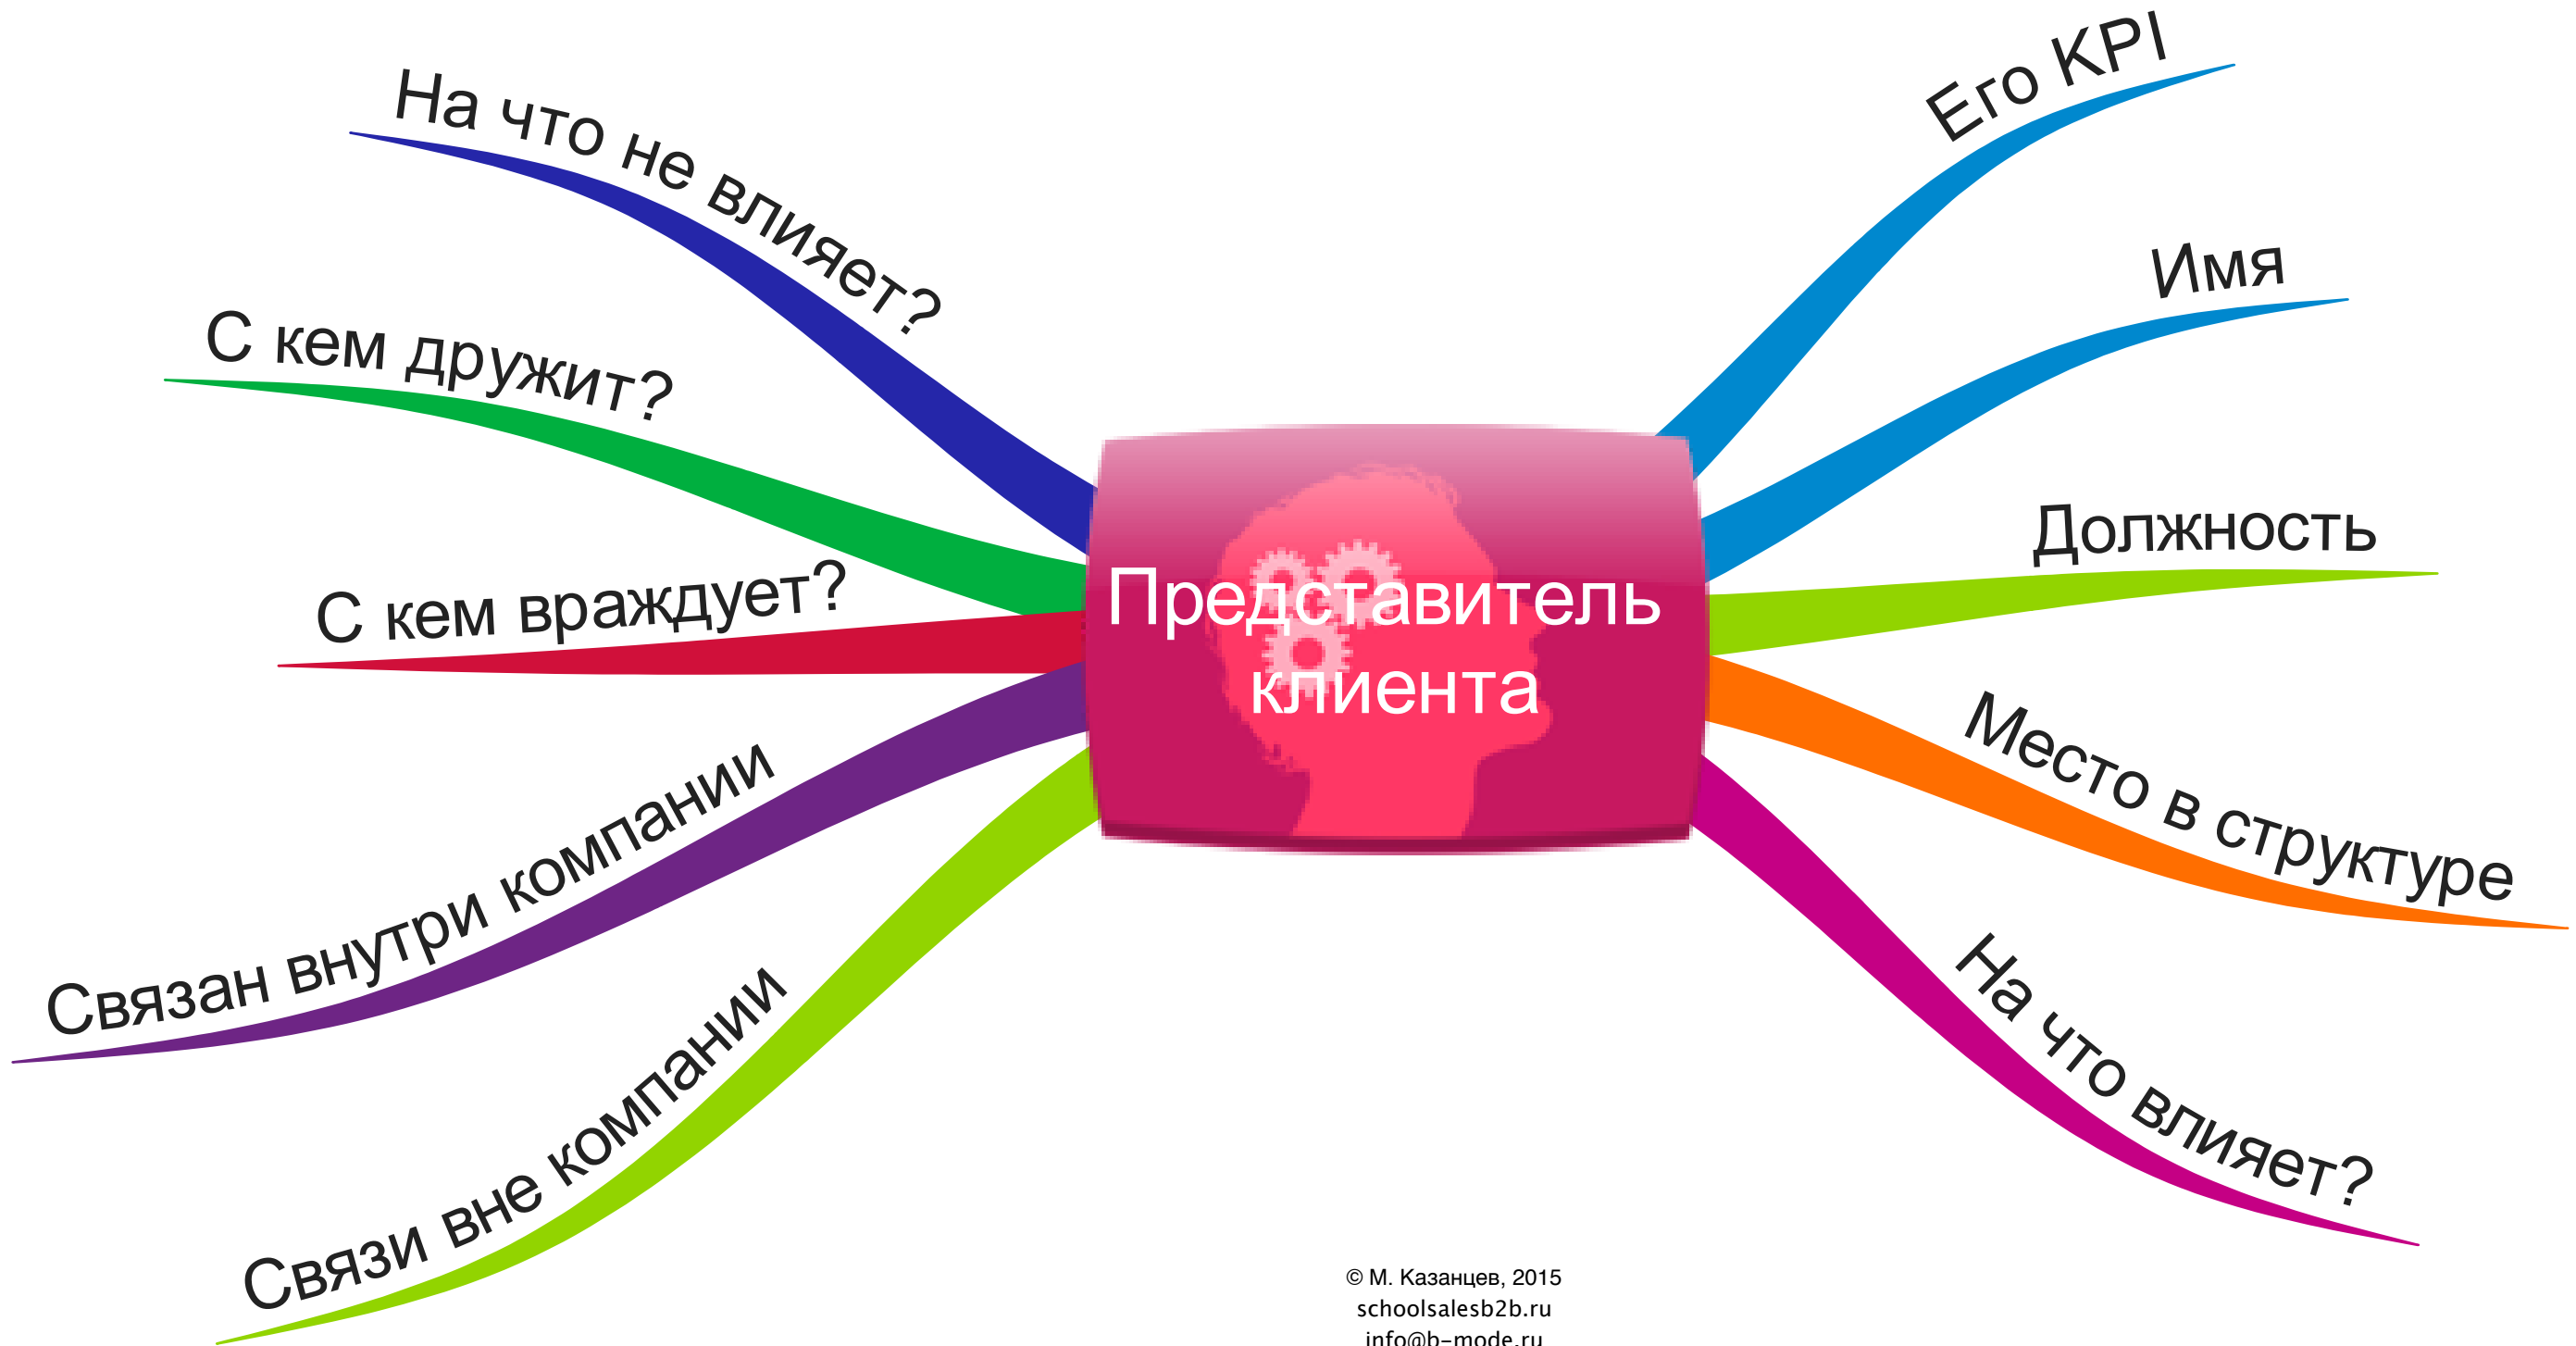 Представитель
клиента
Его KPI
Имя
Должность
Место в структуре
На что влияет?
На что не влияет?
С кем дружит?
С кем враждует?
Связан внутри компании
Связи вне компании
© М. Казанцев, 2015
schoolsalesb2b.ru
info@b-mode.ru